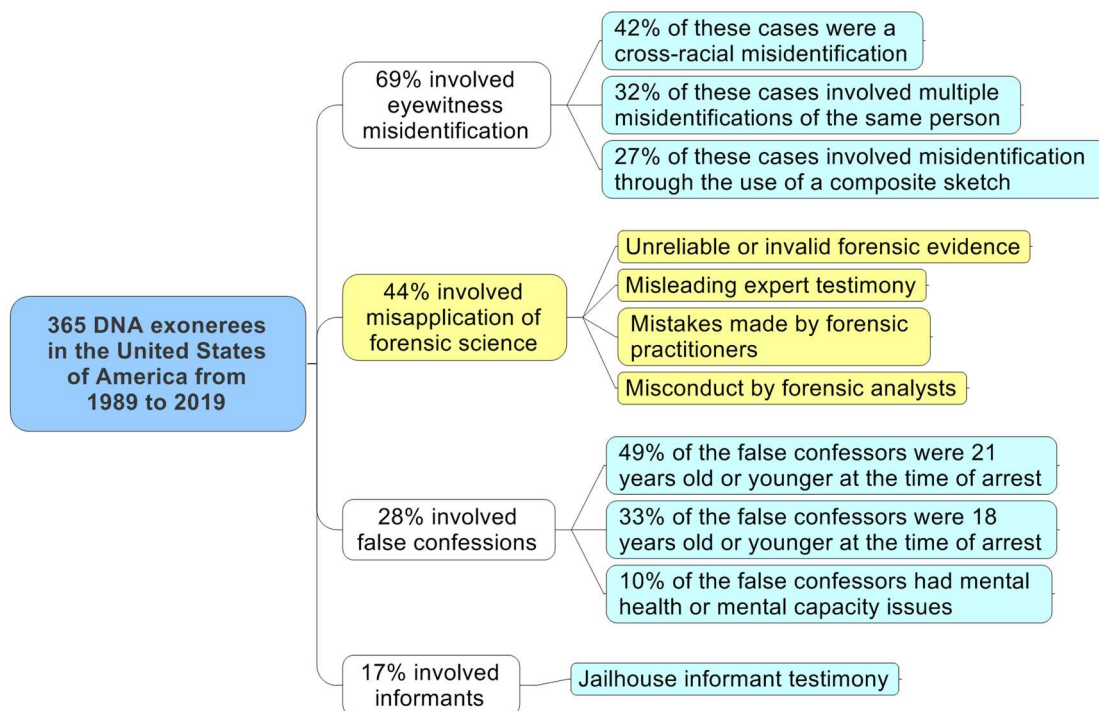 365 DNA exonerees
in the United States
of America from
1989 to 2019
69% involved
eyewitness
misidentification
42% of these cases were a
cross-racial misidentification
32% of these cases involved multiple
misidentifications of the same person
27% of these cases involved misidentification
through the use of a composite sketch
44% involved
misapplication of
forensic science
Unreliable or invalid forensic evidence
Misleading expert testimony
Mistakes made by forensic
practitioners
Misconduct by forensic analysts
28% involved
false confessions
49% of the false confessors were 21
years old or younger at the time of arrest
33% of the false confessors were 18
years old or younger at the time of arrest
10% of the false confessors had mental
health or mental capacity issues
17% involved
informants
Jailhouse informant testimony